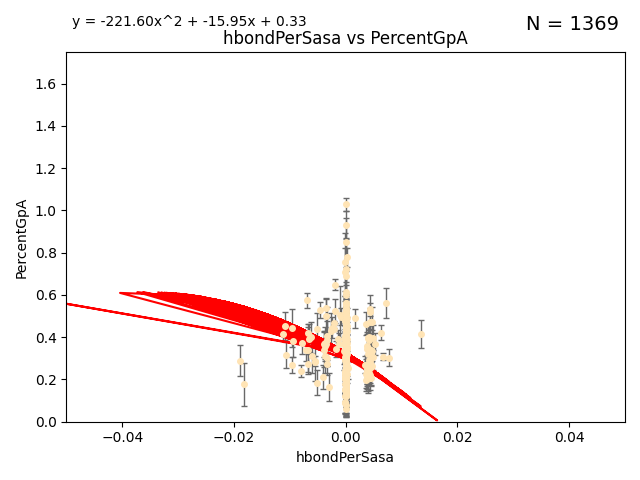 y = -221.60x^2 + -15.95x + 0.33
N = 1369
hbondPerSasa vs PercentGpA
PercentGpA
1.6
1.4
1.2
1.0
0.8
0.6
0.4
0.2
0.0
−0.04
−0.02
0.00
0.02
0.04
hbondPerSasa